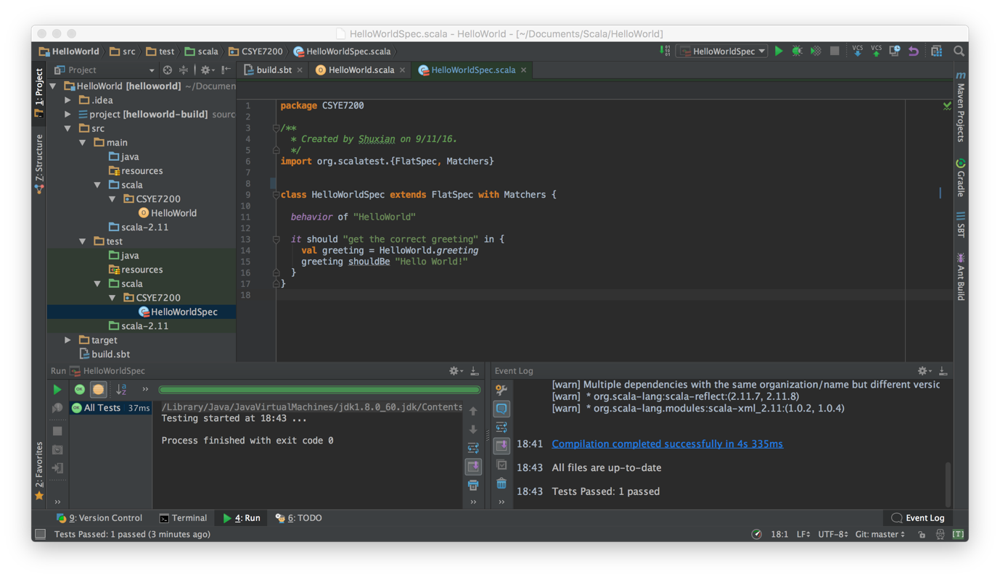 HelloWorldSpec.scala - HelloWorld - [~/Documents/Scala/HelloWorld]
HelloWorld src test scala CSYE7200 HelloWorldSpec.scala HelloWorldSpec VCS VCS
1: Project
Z: Structure
2: Favorites
Project
HelloWorld [helloworld] ~/Documen
.idea
project [helloworld-build] sourc
src
main
java
resources
scala
CSYE7200
HelloWorld
scala-2.11
test
java
resources
scala
CSYE7200
HelloWorldSpec
scala-2.11
target
build.sbt
build.sbt HelloWorld.scala HelloWorldSpec.scala
1 package CSYE7200
2
3 /**
4 * Created by Shuxian on 9/11/16.
5 */
6 import org.scalatest.{FlatSpec, Matchers}
7
8
9 class HelloWorldSpec extends FlatSpec with Matchers {
10
11 behavior of "HelloWorld"
12
13 it should "get the correct greeting" in {
14 val greeting = HelloWorld.greeting
15 greeting shouldBe "Hello World!"
16 }
17 }
18
m Maven Projects
Gradle
SBT
Ant Build
Run HelloWorldSpec
OK
OK All Tests 37ms
/Library/Java/JavaVirtualMachines/jdk1.8.0_60.jdk/Contents
Testing started at 18:43 ...
Process finished with exit code 0
Event Log
[warn] Multiple dependencies with the same organization/name but different versic
[warn] * org.scala-lang:scala-reflect:(2.11.7, 2.11.8)
[warn] * org.scala-lang.modules:scala-xml_2.11:(1.0.2, 1.0.4)
18:41 Compilation completed successfully in 4s 335ms
18:43 All files are up-to-date
18:43 Tests Passed: 1 passed
9: Version Control Terminal 4: Run 6: TODO Event Log
Tests Passed: 1 passed (3 minutes ago) 18:1 LF UTF-8 Git: master [T]